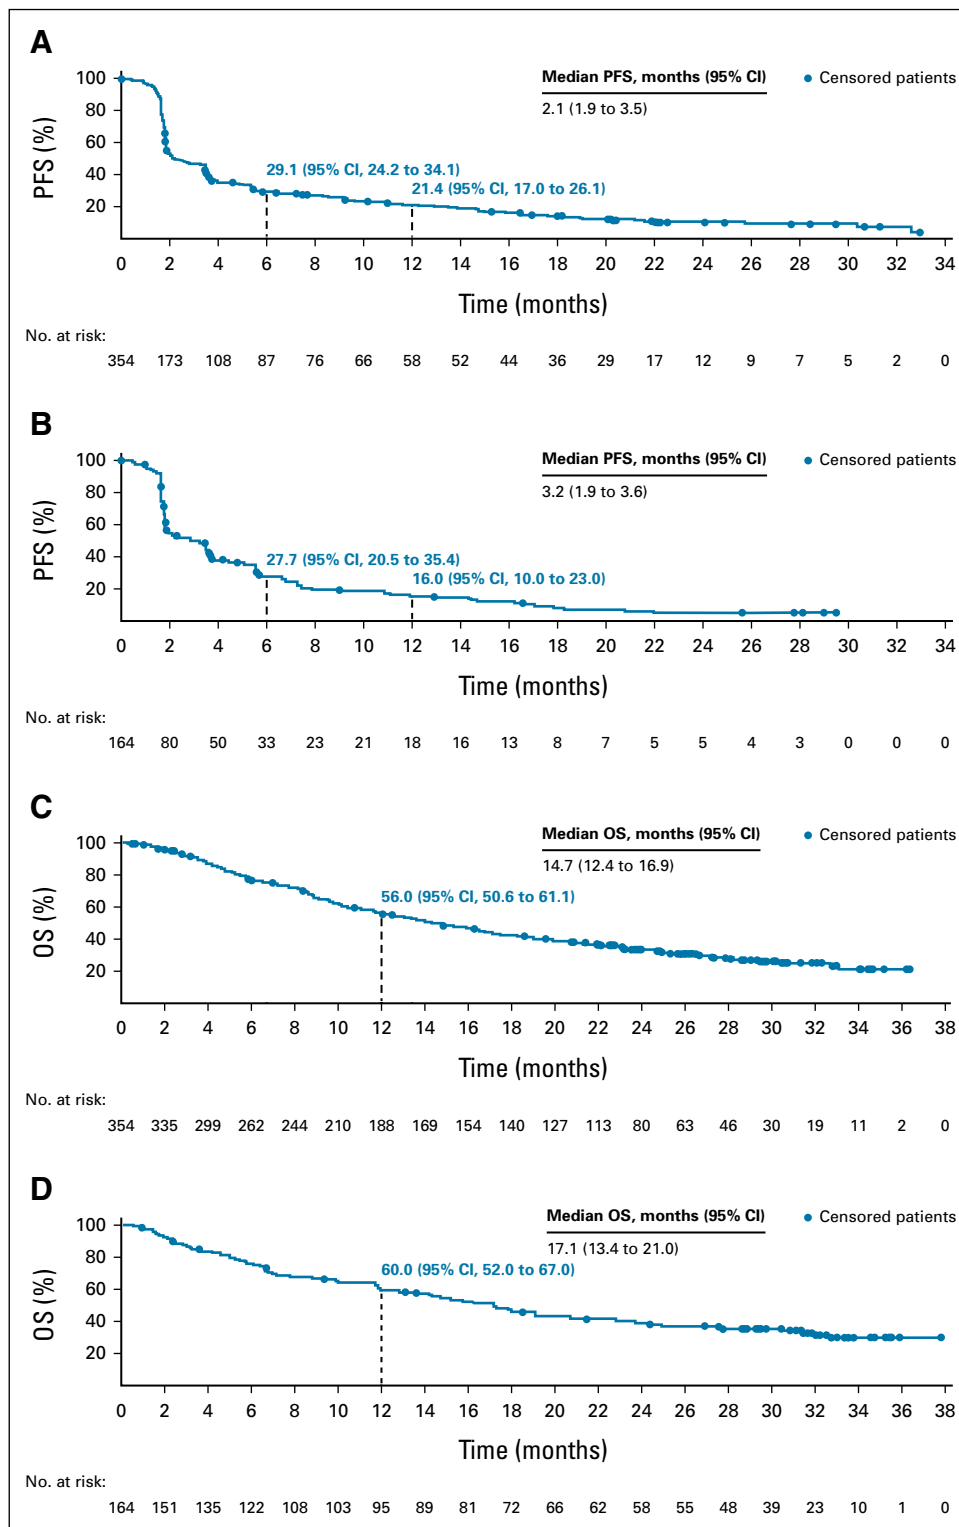 A
Median PFS, months (95% CI)
Censored patients
2.1 (1.9 to 3.5)
PFS (%)
100
80
60
40
20
29.1 (95% CI, 24.2 to 34.1)
21.4 (95% CI, 17.0 to 26.1)
0 2 4 6 8 10 12 14 16 18 20 22 24 26 28 30 32 34
Time (months)
No. at risk:
354 173 108 87 76 66 58 52 44 36 29 17 12 9 7 5 2 0
B
Median PFS, months (95% CI)
Censored patients
3.2 (1.9 to 3.6)
PFS (%)
100
80
60
40
20
27.7 (95% CI, 20.5 to 35.4)
16.0 (95% CI, 10.0 to 23.0)
0 2 4 6 8 10 12 14 16 18 20 22 24 26 28 30 32 34
Time (months)
No. at risk:
164 80 50 33 23 21 18 16 13 8 7 5 5 4 3 0 0 0
C
Median OS, months (95% CI)
Censored patients
14.7 (12.4 to 16.9)
OS (%)
100
80
60
40
20
56.0 (95% CI, 50.6 to 61.1)
0 2 4 6 8 10 12 14 16 18 20 22 24 26 28 30 32 34 36 38
Time (months)
No. at risk:
354 335 299 262 244 210 188 169 154 140 127 113 80 63 46 30 19 11 2 0
D
Median OS, months (95% CI)
Censored patients
17.1 (13.4 to 21.0)
OS (%)
100
80
60
40
20
60.0 (95% CI, 52.0 to 67.0)
0 2 4 6 8 10 12 14 16 18 20 22 24 26 28 30 32 34 36 38
Time (months)
No. at risk:
164 151 135 122 108 103 95 89 81 72 66 62 58 55 48 39 23 10 1 0